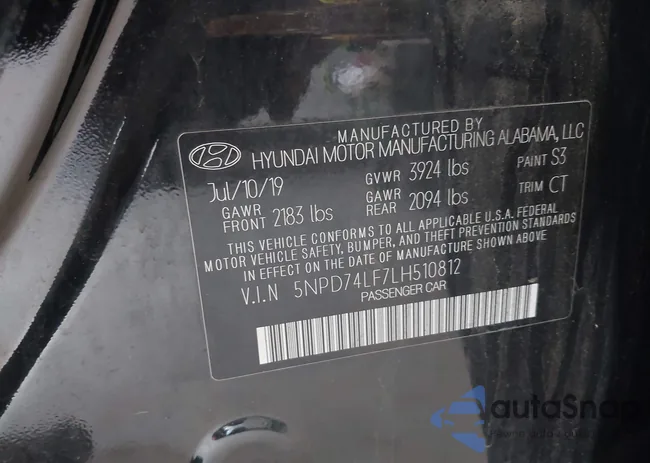 MANUFACTURED BY
HYUNDAI MOTOR MANUFACTURING ALABAMA, LLC
Jul/10/19 GVWR 3924 lbs PAINT S3
GAWR FRONT 2183 lbs GAWR REAR 2094 lbs TRIM CT
THIS VEHICLE CONFORMS TO ALL APPLICABLE U.S.A. FEDERAL
MOTOR VEHICLE SAFETY, BUMPER, AND THEFT PREVENTION STANDARDS
IN EFFECT ON THE DATE OF MANUFACTURE SHOWN ABOVE
V.I.N 5NPD74LF7LH510812
PASSENGER CAR